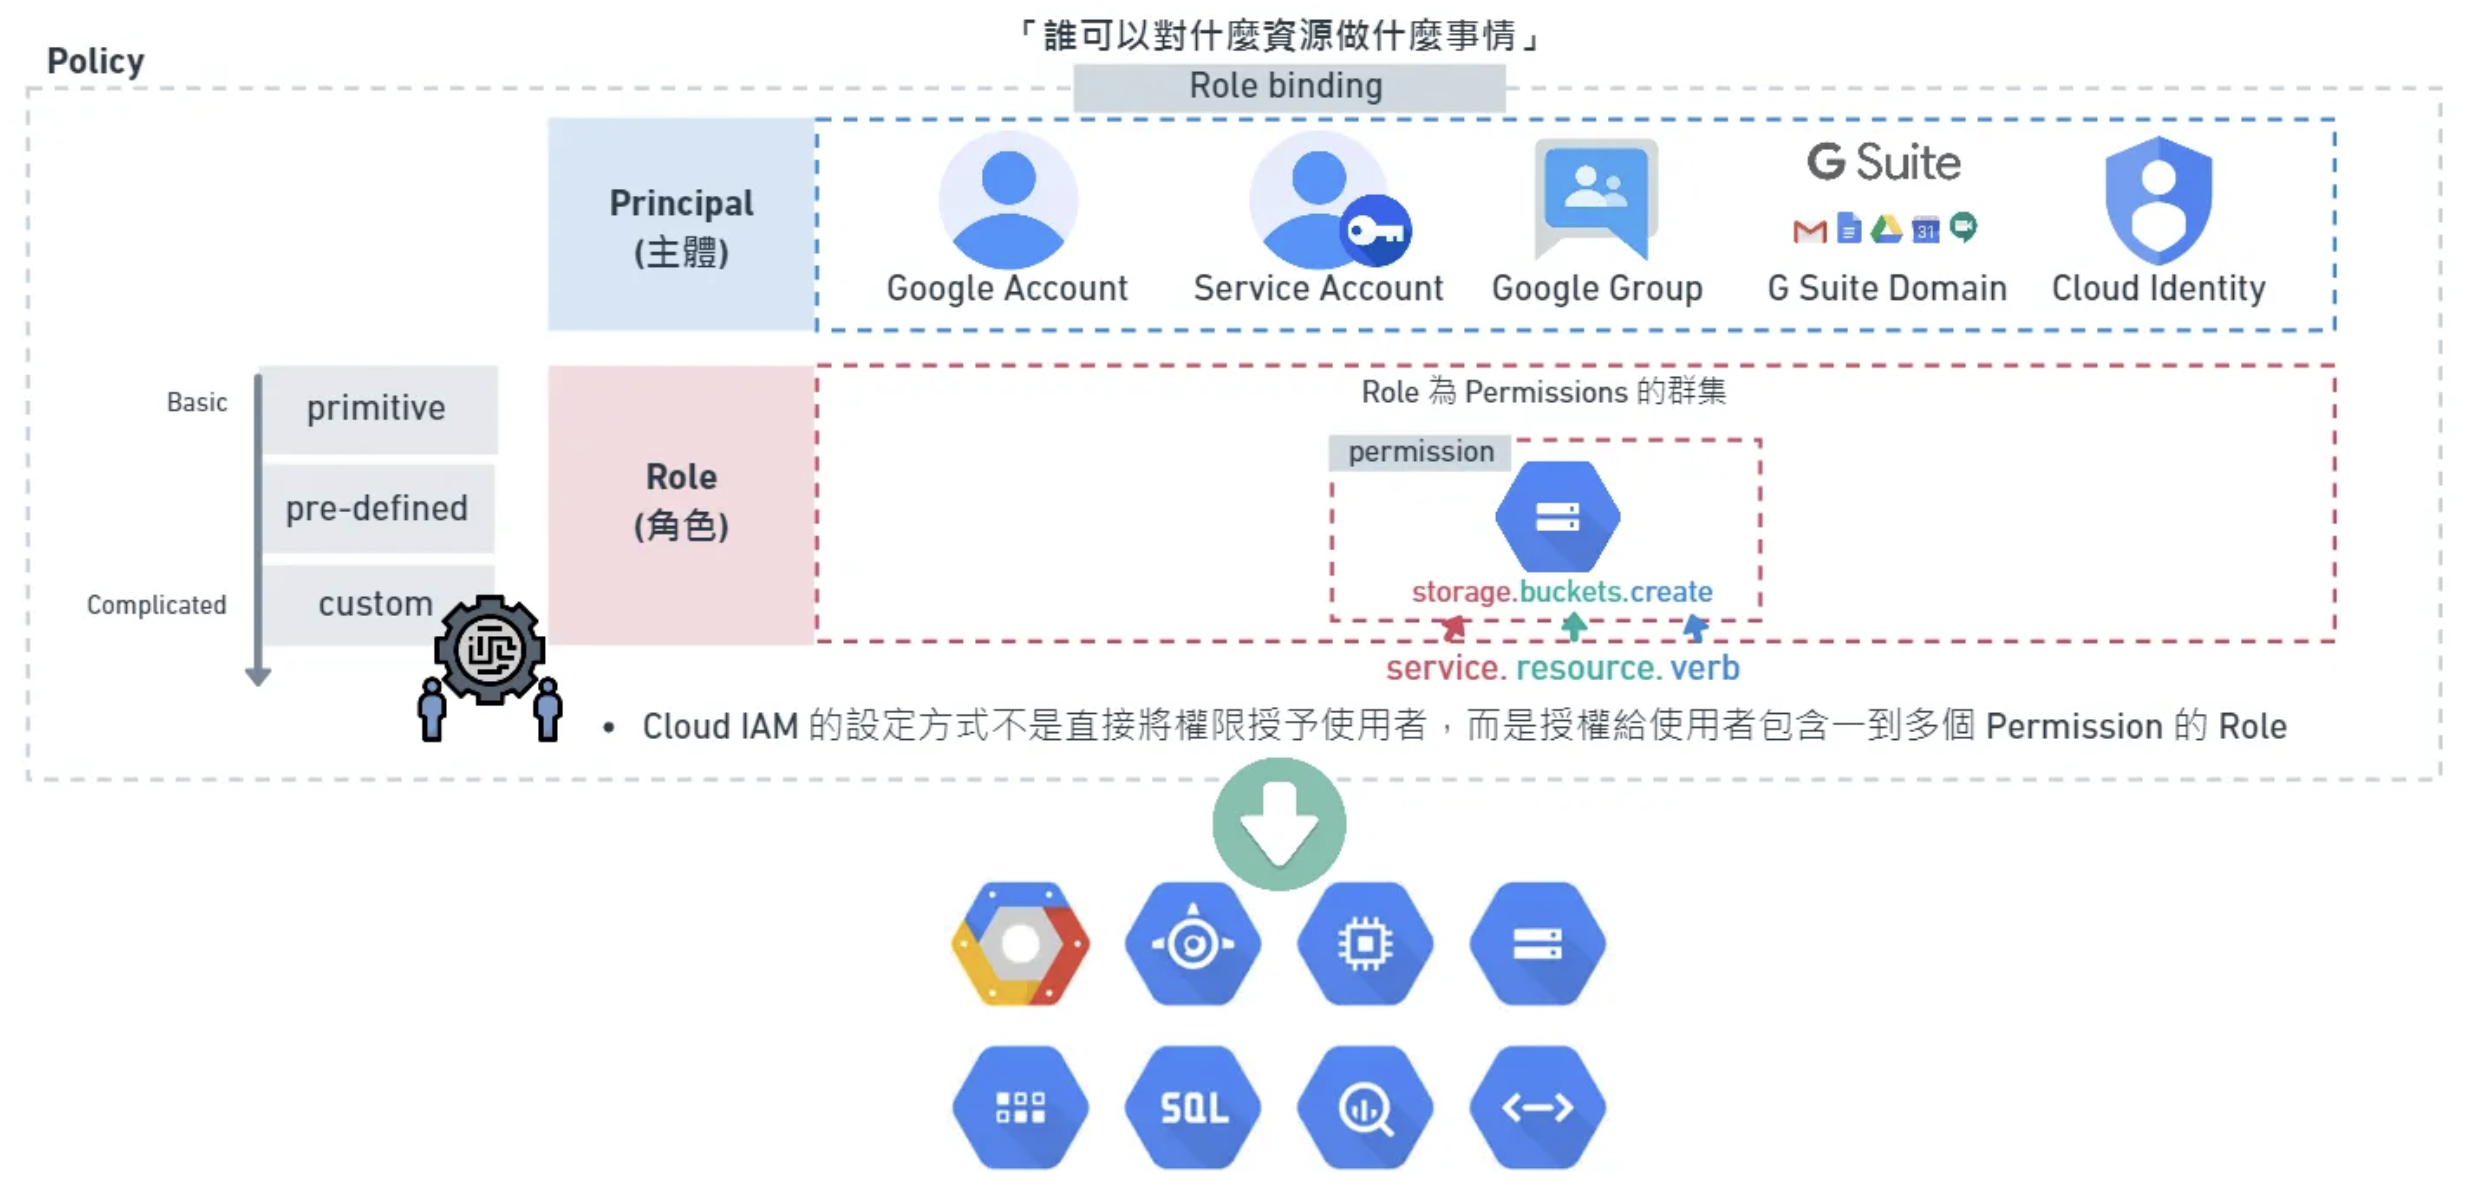 「誰可以對什麼資源做什麼事情」
Policy
Role binding
Principal
(主體)
G Suite
31
Google Account
Service Account
Google Group
G Suite Domain
Cloud Identity
Basic
primitive
pre-defined
Complicated
custom
Role
(角色)
Role 為 Permissions 的群集
permission
storage.buckets.create
service. resource. verb
• Cloud IAM 的設定方式不是直接將權限授予使用者，而是授權給使用者包含一到多個 Permission 的 Role
SQL